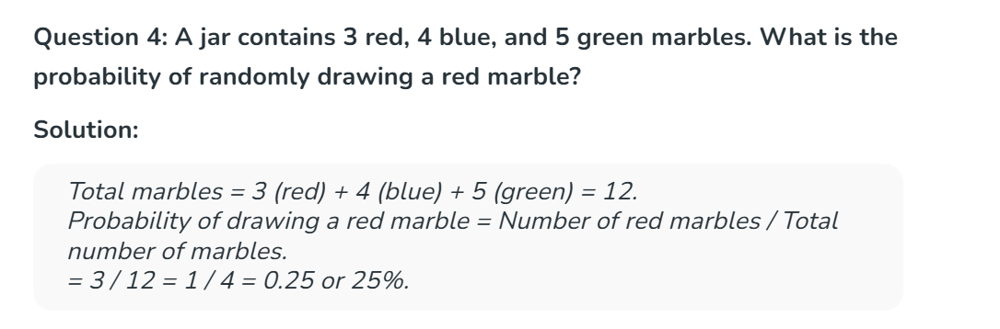 Question 4: A jar contains 3 red, 4 blue, and 5 green marbles. What is the
probability of randomly drawing a red marble?
Solution:
Total marbles = 3 (red) + 4 (blue) + 5 (green) = 12.
Probability of drawing a red marble = Number of red marbles / Total
number of marbles.
= 3 / 12 = 1 / 4 = 0.25 or 25%.